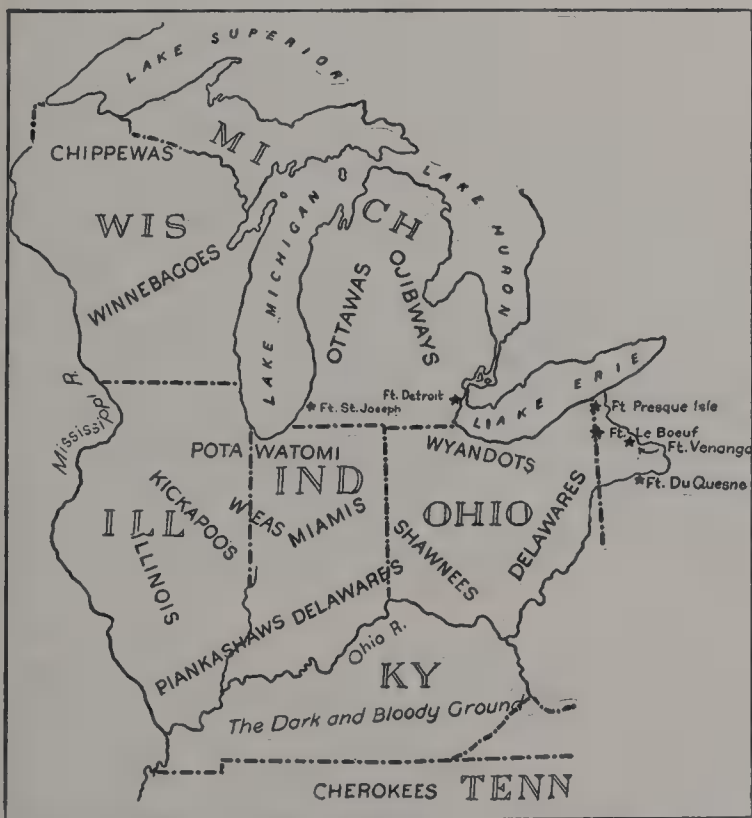 LAKE SUPERIOR
MI
CH
CHIPPEWAS
WIS
WINNEBAGOES
LAKE MICHIGAN
LAKE HURON
OTTAWAS
OJIBWAYS
Mississippi R.
Ft. St. Joseph
Ft. Detroit
LAKE ERIE
Ft. Presque Isle
Ft. Le Boeuf
Ft. Venango
Ft. Du Quesne
POTAWATOMI
WYANDOTS
IND
ILL
OHIO
KICKAPOOS
WEAS
MIAMIS
ILLINOIS
SHAWNEES
DELAWARES
PIANKASHAWS
DELAWARES
Ohio R.
KY
The Dark and Bloody Ground
CHEROKEES
TENN